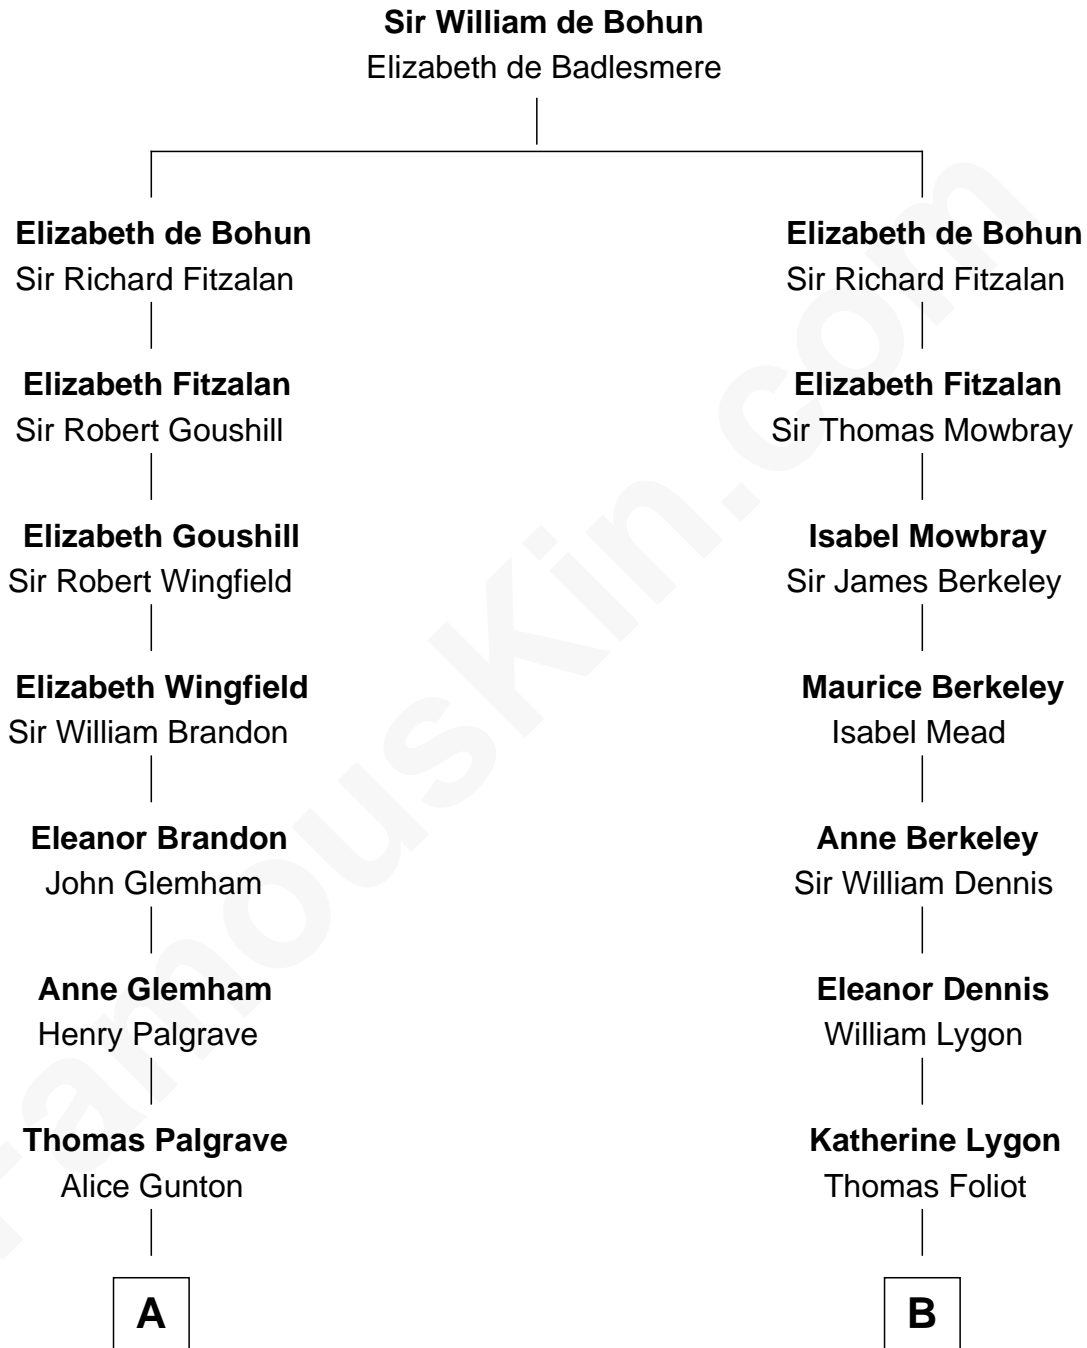 Sir William de Bohun
Elizabeth de Badlesmere
Elizabeth de Bohun
Sir Richard Fitzalan
Elizabeth de Bohun
Sir Richard Fitzalan
Elizabeth Fitzalan
Sir Robert Goushill
Elizabeth Fitzalan
Sir Thomas Mowbray
Elizabeth Goushill
Sir Robert Wingfield
Isabel Mowbray
Sir James Berkeley
Elizabeth Wingfield
Sir William Brandon
Maurice Berkeley
Isabel Mead
Eleanor Brandon
John Glemham
Anne Berkeley
Sir William Dennis
Anne Glemham
Henry Palgrave
Eleanor Dennis
William Lygon
Thomas Palgrave
Alice Gunton
Katherine Lygon
Thomas Foliot
A
B
FamousKin.com